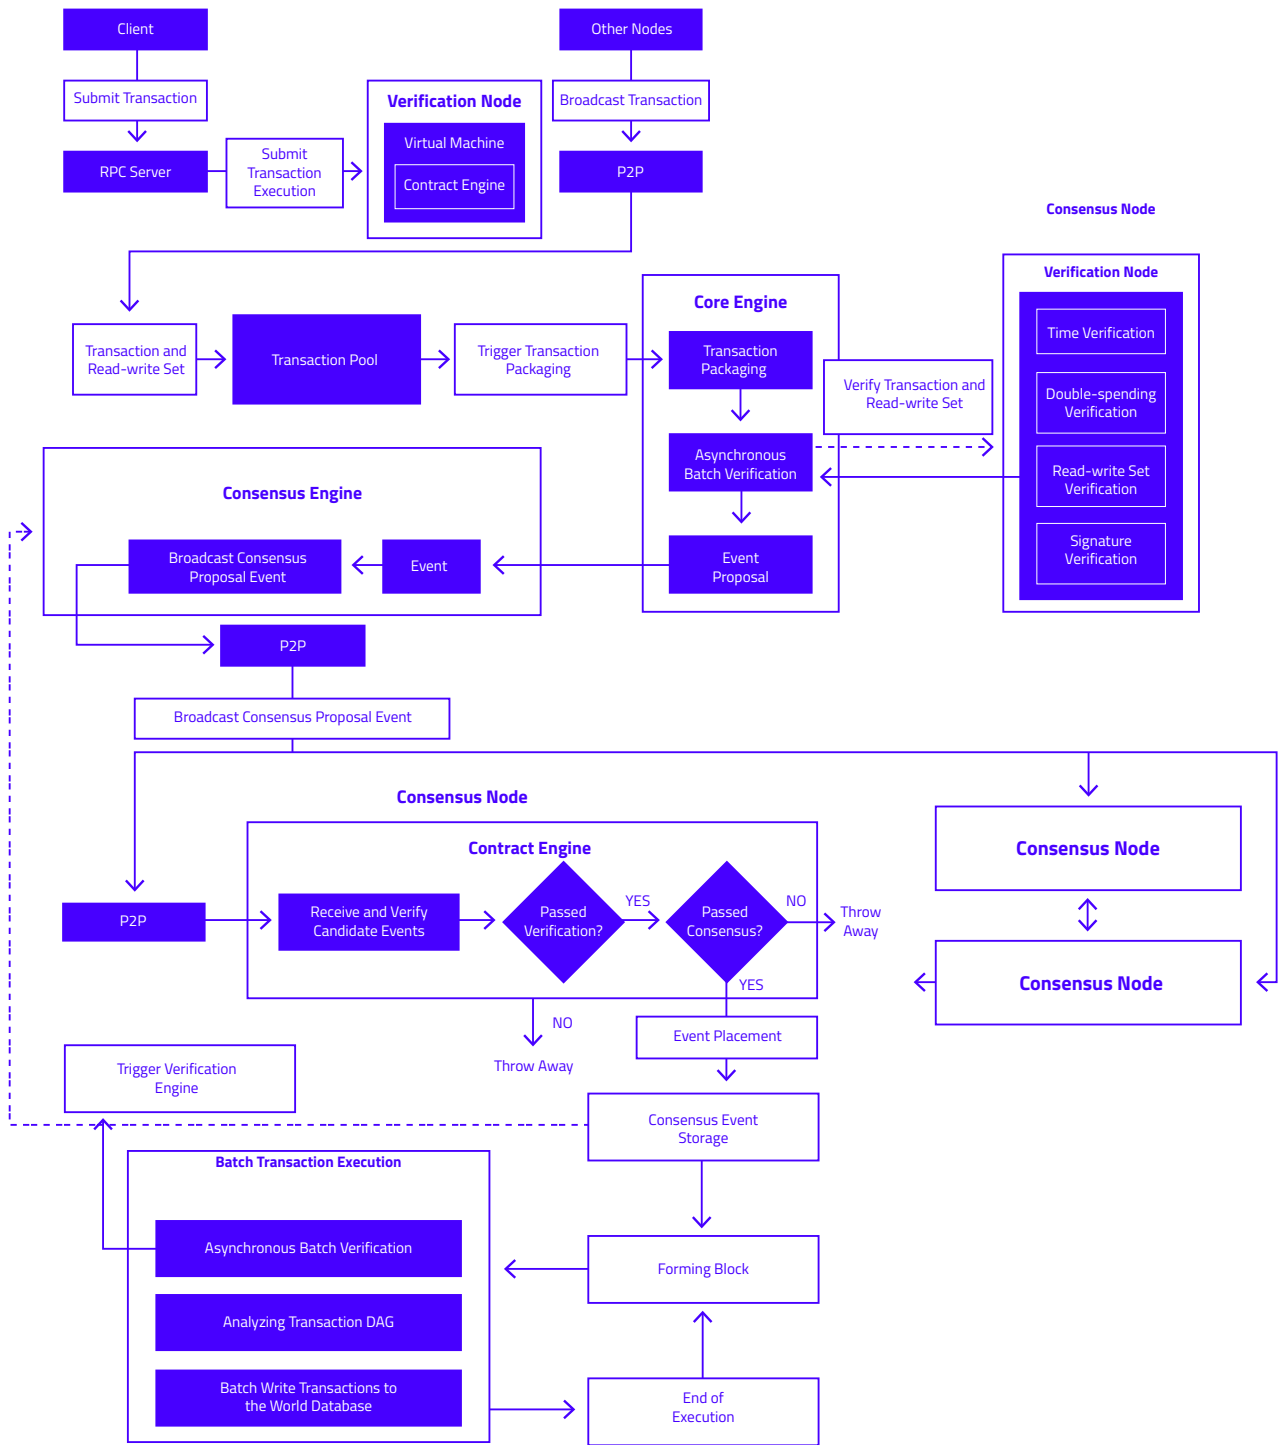 Client
Other Nodes
Submit Transaction
Verification Node
Broadcast Transaction
Virtual Machine
Contract Engine
RPC Server
Submit
Transaction
Execution
P2P
Consensus Node
Verification Node
Time Verification
Double-spending
Verification
Read-write Set
Verification
Signature
Verification
Core Engine
Transaction and
Read-write Set
Transaction Pool
Trigger Transaction
Packaging
Transaction
Packaging
Verify Transaction and
Read-write Set
Asynchronous
Batch Verification
Event
Proposal
Consensus Engine
Broadcast Consensus
Proposal Event
Event
P2P
Broadcast Consensus Proposal Event
Consensus Node
Contract Engine
P2P
Receive and Verify
Candidate Events
Passed
Verification?
YES
Passed
Consensus?
NO
Throw
Away
YES
Consensus Node
Consensus Node
NO
Throw Away
Event Placement
Trigger Verification
Engine
Consensus Event
Storage
Batch Transaction Execution
Asynchronous Batch Verification
Analyzing Transaction DAG
Batch Write Transactions to
the World Database
Forming Block
End of
Execution